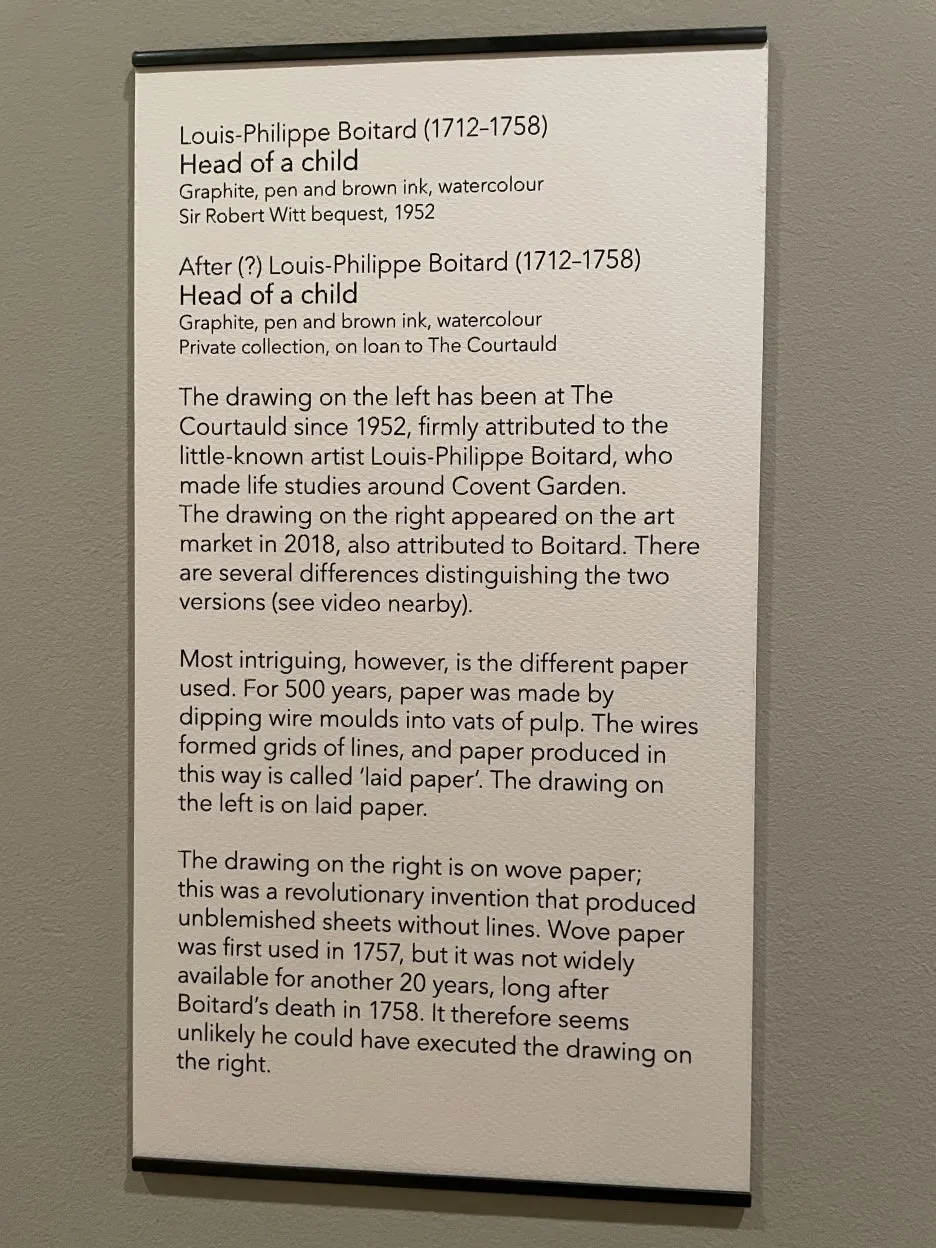 Louis-Philippe Boitard (1712–1758)
Head of a child
Graphite, pen and brown ink, watercolour
Sir Robert Witt bequest, 1952
After (?) Louis-Philippe Boitard (1712–1758)
Head of a child
Graphite, pen and brown ink, watercolour
Private collection, on loan to The Courtauld
The drawing on the left has been at The
Courtauld since 1952, firmly attributed to the
little-known artist Louis-Philippe Boitard, who
made life studies around Covent Garden.
The drawing on the right appeared on the art
market in 2018, also attributed to Boitard. There
are several differences distinguishing the two
versions (see video nearby).
Most intriguing, however, is the different paper
used. For 500 years, paper was made by
dipping wire moulds into vats of pulp. The wires
formed grids of lines, and paper produced in
this way is called ‘laid paper’. The drawing on
the left is on laid paper.
The drawing on the right is on wove paper;
this was a revolutionary invention that produced
unblemished sheets without lines. Wove paper
was first used in 1757, but it was not widely
available for another 20 years, long after
Boitard’s death in 1758. It therefore seems
unlikely he could have executed the drawing on
the right.